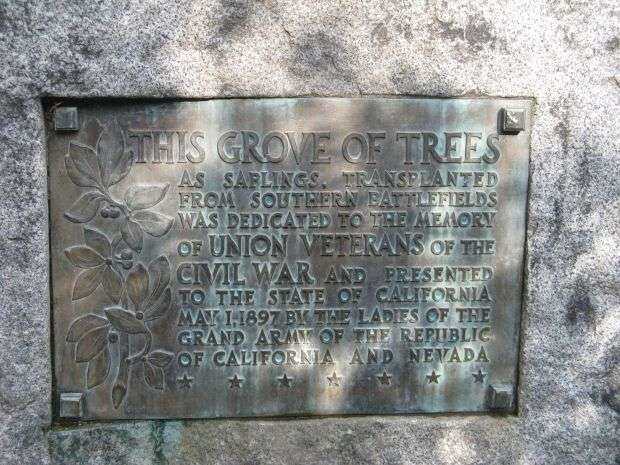 THIS GROVE OF TREES
AS SAPLINGS, TRANSPLANTED
FROM SOUTHERN BATTLEFIELDS
WAS DEDICATED TO THE MEMORY
OF UNION VETERANS OF THE
CIVIL WAR AND PRESENTED
TO THE STATE OF CALIFORNIA
MAY 1, 1897 BY THE LADIES OF THE
GRAND ARMY OF THE REPUBLIC
OF CALIFORNIA AND NEVADA